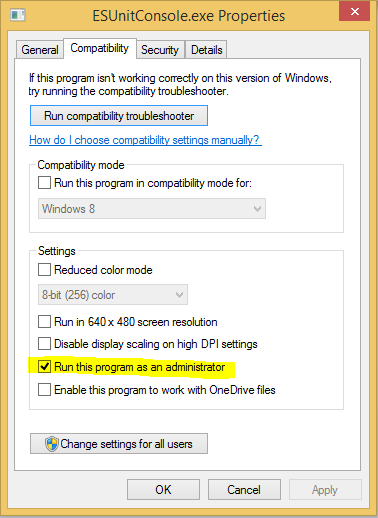 ESUnitConsole.exe Properties
General Compatibility Security Details
If this program isn't working correctly on this version of Windows,
try running the compatibility troubleshooter.
Run compatibility troubleshooter
How do I choose compatibility settings manually?
Compatibility mode
Run this program in compatibility mode for:
Windows 8
Settings
Reduced color mode
8-bit (256) color
Run in 640 x 480 screen resolution
Disable display scaling on high DPI settings
Run this program as an administrator
Enable this program to work with OneDrive files
Change settings for all users
OK Cancel Apply